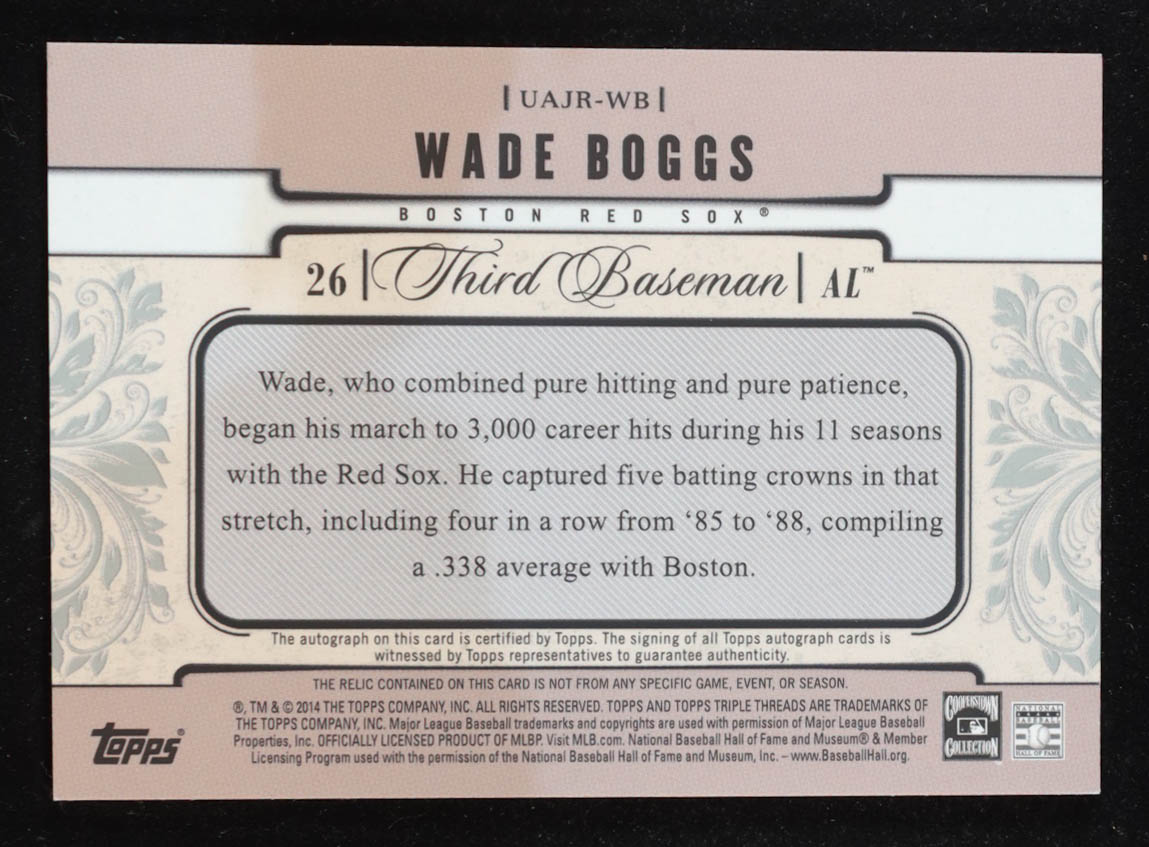 UAJR-WB
WADE BOGGS
BOSTON RED SOX®
26 | Third Baseman | AL™
Wade, who combined pure hitting and pure patience,
began his march to 3,000 career hits during his 11 seasons
with the Red Sox. He captured five batting crowns in that
stretch, including four in a row from ‘85 to ‘88, compiling
a .338 average with Boston.
The autograph on this card is certified by Topps. The signing of all Topps autograph cards is
witnessed by Topps representatives to guarantee authenticity.
THE RELIC CONTAINED ON THIS CARD IS NOT FROM ANY SPECIFIC GAME, EVENT, OR SEASON.
®, TM & © 2014 THE TOPPS COMPANY, INC. ALL RIGHTS RESERVED. TOPPS AND TOPPS TRIPLE THREADS ARE TRADEMARKS OF
THE TOPPS COMPANY, INC. Major League Baseball trademarks and copyrights are used with permission of Major League Baseball
Properties, Inc. OFFICIALLY LICENSED PRODUCT OF MLBP. Visit MLB.com. National Baseball Hall of Fame and Museum® & Member
Licensing Program used with the permission of the National Baseball Hall of Fame and Museum, Inc. – www.BaseballHall.org.
topps®
COOPERSTOWN
COLLECTION
NATIONAL
BASEBALL
HALL OF FAME